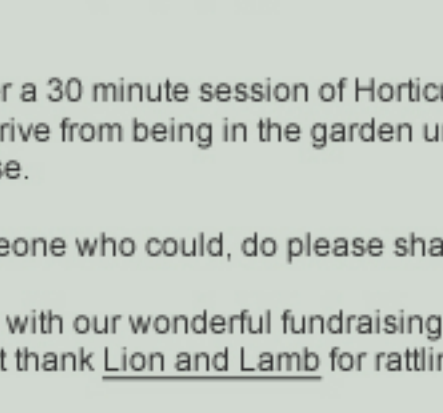 r a 30 minute session of Hortic
rive from being in the garden u
se.
eone who could, do please sha
with our wonderful fundraising
t thank Lion and Lamb for rattli